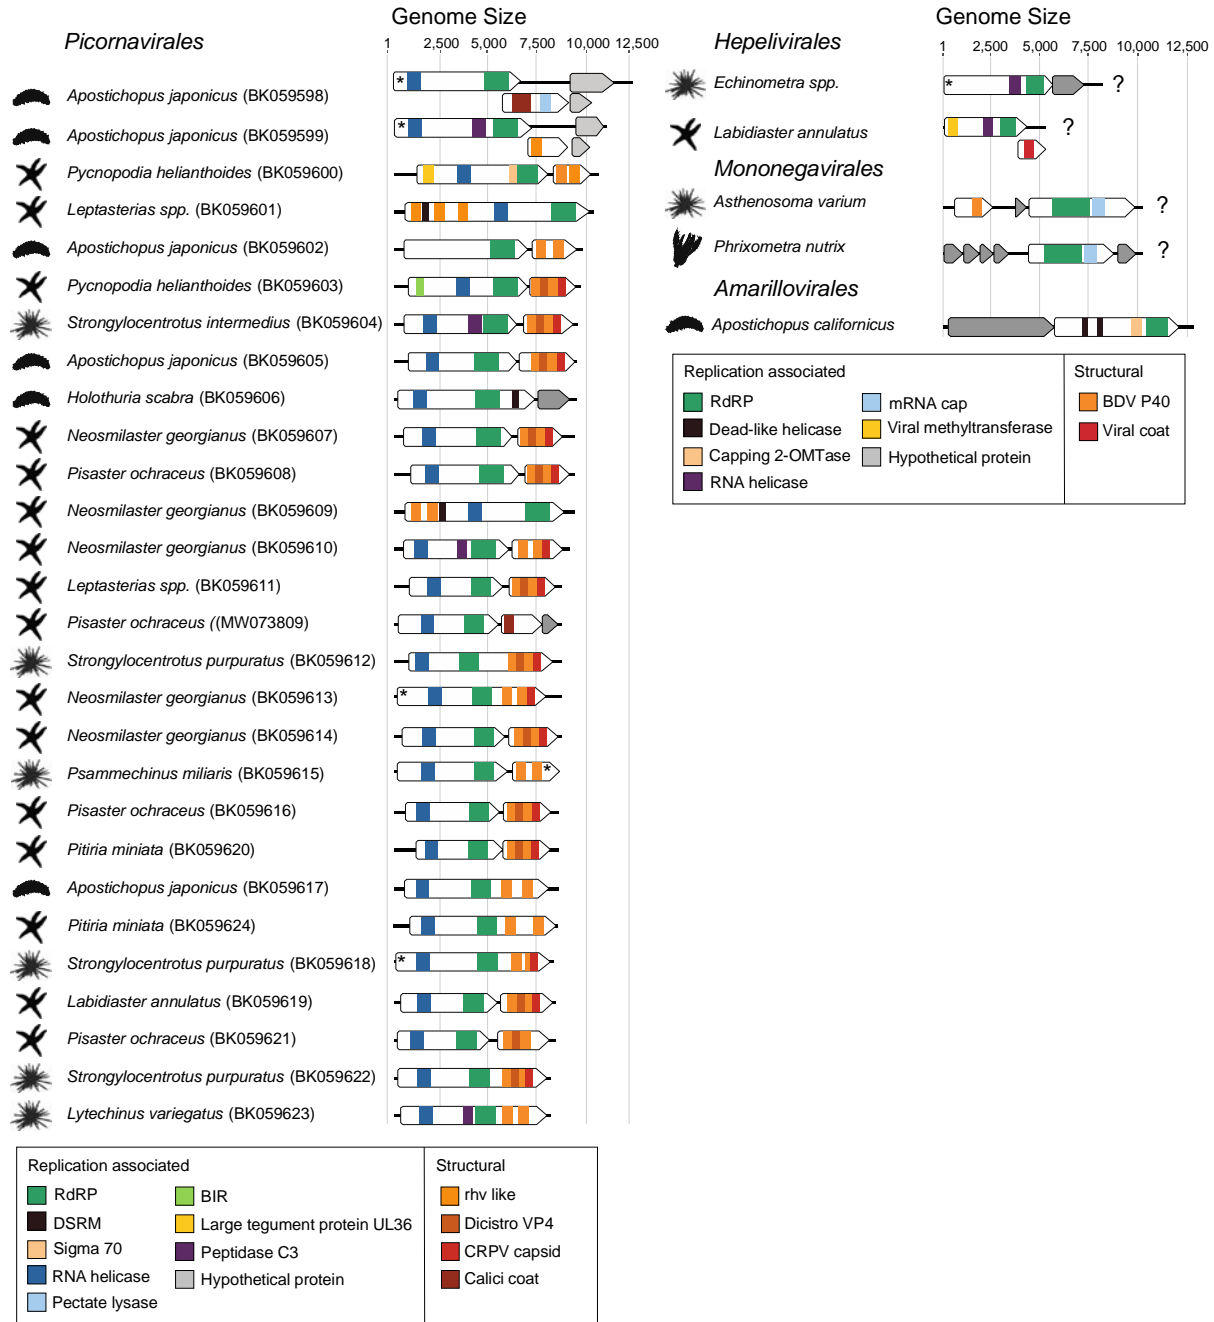 Genome Size
Picornavirales
1 2,500 5,000 7,500 10,000 12,500
*
Apostichopus japonicus (BK059598)
*
Apostichopus japonicus (BK059599)
Pycnopodia helianthoides (BK059600)
Leptasterias spp. (BK059601)
Apostichopus japonicus (BK059602)
Pycnopodia helianthoides (BK059603)
Strongylocentrotus intermedius (BK059604)
Apostichopus japonicus (BK059605)
Holothuria scabra (BK059606)
Neosmilaster georgianus (BK059607)
Pisaster ochraceus (BK059608)
Neosmilaster georgianus (BK059609)
Neosmilaster georgianus (BK059610)
Leptasterias spp. (BK059611)
Pisaster ochraceus ((MW073809)
Strongylocentrotus purpuratus (BK059612)
Neosmilaster georgianus (BK059613) *
Neosmilaster georgianus (BK059614)
Psammechinus miliaris (BK059615) *
Pisaster ochraceus (BK059616)
Pitiria miniata (BK059620)
Apostichopus japonicus (BK059617)
Pitiria miniata (BK059624)
Strongylocentrotus purpuratus (BK059618) *
Labidiaster annulatus (BK059619)
Pisaster ochraceus (BK059621)
Strongylocentrotus purpuratus (BK059622)
Lytechinus variegatus (BK059623)
Replication associated
RdRP
DSRM
Sigma 70
RNA helicase
Pectate lysase
BIR
Large tegument protein UL36
Peptidase C3
Hypothetical protein
Structural
rhv like
Dicistro VP4
CRPV capsid
Calici coat
Genome Size
Hepelivirales
1 2,500 5,000 7,500 10,000 12,500
Echinometra spp. * ?
Labidiaster annulatus ?
Mononegavirales
Asthenosoma varium ?
Phrixometra nutrix ?
Amarillovirales
Apostichopus californicus
Replication associated
RdRP
Dead-like helicase
Capping 2-OMTase
RNA helicase
mRNA cap
Viral methyltransferase
Hypothetical protein
Structural
BDV P40
Viral coat